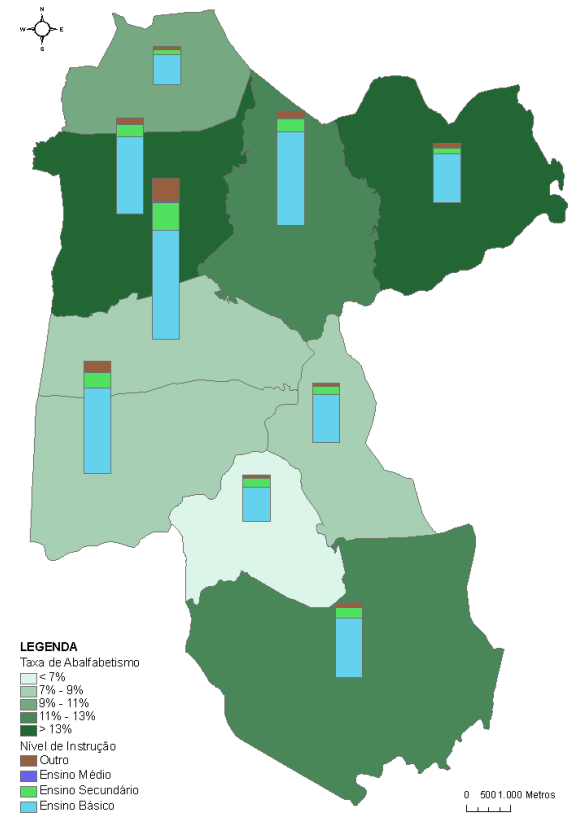 N
W E
S
LEGENDA
Taxa de Abalfabetismo
< 7%
7% - 9%
9% - 11%
11% - 13%
> 13%
Nível de Instrução
Outro
Ensino Médio
Ensino Secundário
Ensino Básico
0 500 1.000 Metros